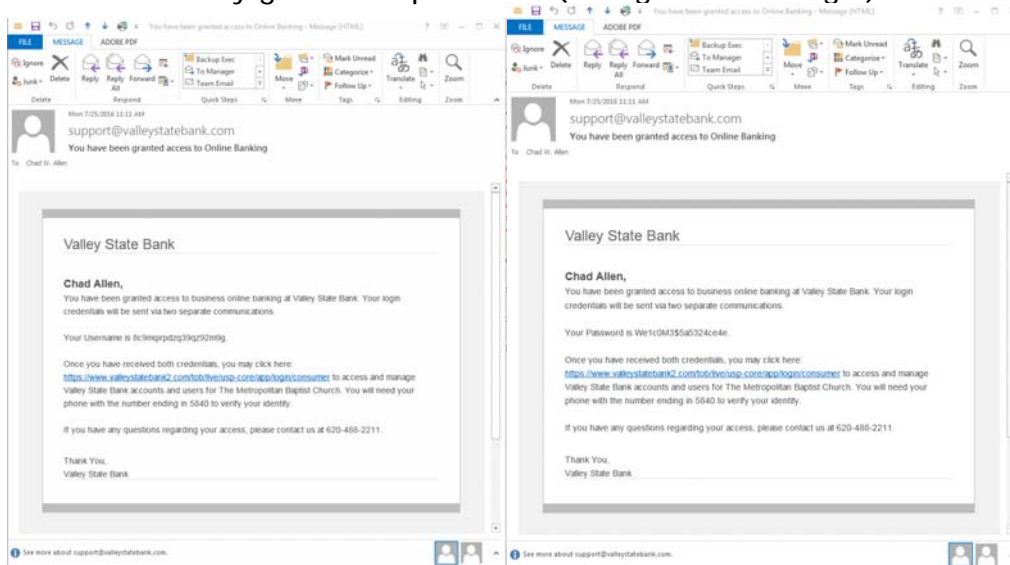 You have been granted access to Online Banking - Message (HTML)
FILE MESSAGE ADOBE PDF
Ignore
Junk
Delete
Reply
Reply All
Forward
Backup Exec
To Manager
Team Email
Move
Mark Unread
Categorize
Follow Up
Translate
Zoom
Delete Respond Quick Steps Move Tags Editing Zoom
Mon 7/25/2016 11:11 AM
support@valleystatebank.com
You have been granted access to Online Banking
To Chad W. Allen
Valley State Bank
Chad Allen,
You have been granted access to business online banking at Valley State Bank. Your login
credentials will be sent via two separate communications.
Your Username is
Once you have received both credentials, you may click here:
https://www.valleystatebank2.com/tob/live/usp-core/app/login/consumer to access and manage
Valley State Bank accounts and users for The Metropolitan Baptist Church. You will need your
phone with the number ending in 5840 to verify your identity.
If you have any questions regarding your access, please contact us at 620-488-2211.
Thank You,
Valley State Bank
See more about support@valleystatebank.com.
You have been granted access to Online Banking - Message (HTML)
FILE MESSAGE ADOBE PDF
Ignore
Junk
Delete
Reply
Reply All
Forward
Backup Exec
To Manager
Team Email
Move
Mark Unread
Categorize
Follow Up
Translate
Zoom
Delete Respond Quick Steps Move Tags Editing Zoom
Mon 7/25/2016 11:11 AM
support@valleystatebank.com
You have been granted access to Online Banking
To Chad W. Allen
Valley State Bank
Chad Allen,
You have been granted access to business online banking at Valley State Bank. Your login
credentials will be sent via two separate communications.
Your Password is
Once you have received both credentials, you may click here:
https://www.valleystatebank2.com/tob/live/usp-core/app/login/consumer to access and manage
Valley State Bank accounts and users for The Metropolitan Baptist Church. You will need your
phone with the number ending in 5840 to verify your identity.
If you have any questions regarding your access, please contact us at 620-488-2211.
Thank You,
Valley State Bank
See more about support@valleystatebank.com.